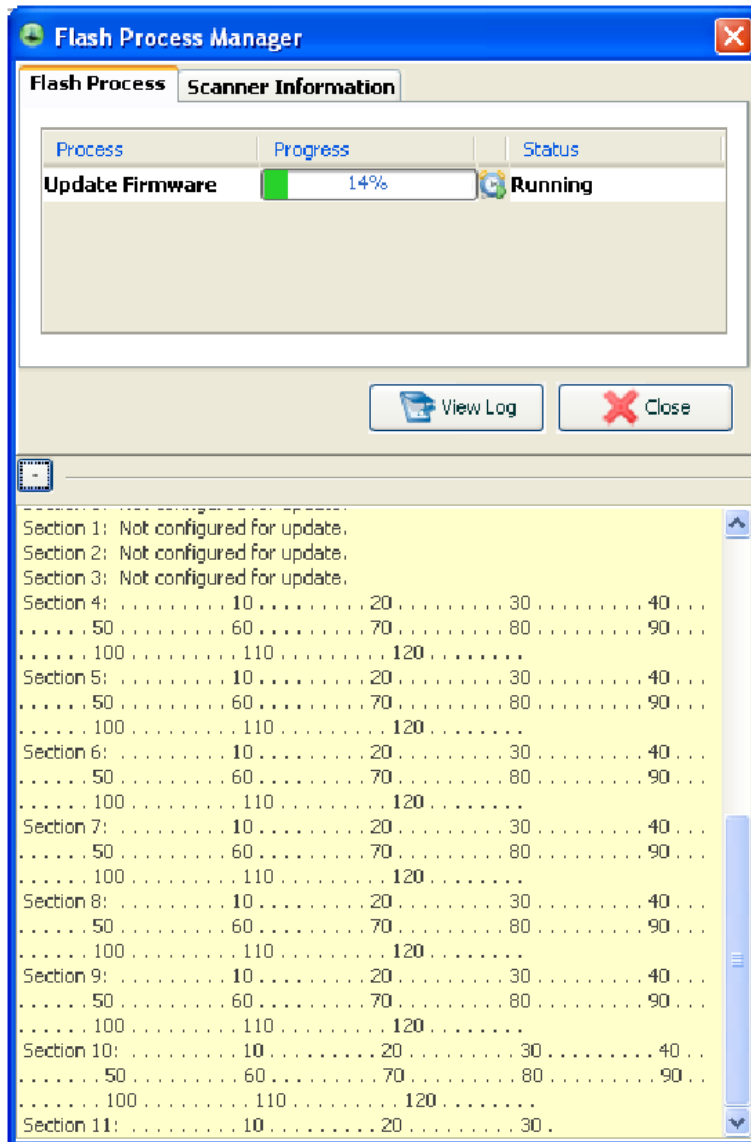 Flash Process Manager
Flash Process Scanner Information
Process Progress Status
Update Firmware 14% Running
View Log Close
-
Section 1: Not configured for update.
Section 2: Not configured for update.
Section 3: Not configured for update.
Section 4: . . . . . . . . . 10 . . . . . . . . . 20 . . . . . . . . . 30 . . . . . . . . . 40 . . .
. . . . . . 50 . . . . . . . . . 60 . . . . . . . . . 70 . . . . . . . . . 80 . . . . . . . . . 90 . . .
. . . . . . 100 . . . . . . . . . 110 . . . . . . . . . 120 . . . . . . . .
Section 5: . . . . . . . . . 10 . . . . . . . . . 20 . . . . . . . . . 30 . . . . . . . . . 40 . . .
. . . . . . 50 . . . . . . . . . 60 . . . . . . . . . 70 . . . . . . . . . 80 . . . . . . . . . 90 . . .
. . . . . . 100 . . . . . . . . . 110 . . . . . . . . . 120 . . . . . . . .
Section 6: . . . . . . . . . 10 . . . . . . . . . 20 . . . . . . . . . 30 . . . . . . . . . 40 . . .
. . . . . . 50 . . . . . . . . . 60 . . . . . . . . . 70 . . . . . . . . . 80 . . . . . . . . . 90 . . .
. . . . . . 100 . . . . . . . . . 110 . . . . . . . . . 120 . . . . . . . .
Section 7: . . . . . . . . . 10 . . . . . . . . . 20 . . . . . . . . . 30 . . . . . . . . . 40 . . .
. . . . . . 50 . . . . . . . . . 60 . . . . . . . . . 70 . . . . . . . . . 80 . . . . . . . . . 90 . . .
. . . . . . 100 . . . . . . . . . 110 . . . . . . . . . 120 . . . . . . . .
Section 8: . . . . . . . . . 10 . . . . . . . . . 20 . . . . . . . . . 30 . . . . . . . . . 40 . . .
. . . . . . 50 . . . . . . . . . 60 . . . . . . . . . 70 . . . . . . . . . 80 . . . . . . . . . 90 . . .
. . . . . . 100 . . . . . . . . . 110 . . . . . . . . . 120 . . . . . . . .
Section 9: . . . . . . . . . 10 . . . . . . . . . 20 . . . . . . . . . 30 . . . . . . . . . 40 . . .
. . . . . . 50 . . . . . . . . . 60 . . . . . . . . . 70 . . . . . . . . . 80 . . . . . . . . . 90 . . .
. . . . . . 100 . . . . . . . . . 110 . . . . . . . . . 120 . . . . . . . .
Section 10: . . . . . . . . . 10 . . . . . . . . . 20 . . . . . . . . . 30 . . . . . . . . . 40 . .
. . . . . . . 50 . . . . . . . . . 60 . . . . . . . . . 70 . . . . . . . . . 80 . . . . . . . . . 90 . .
. . . . . . . 100 . . . . . . . . . 110 . . . . . . . . . 120 . . . . . . . .
Section 11: . . . . . . . . . 10 . . . . . . . . . 20 . . . . . . . . . 30 .